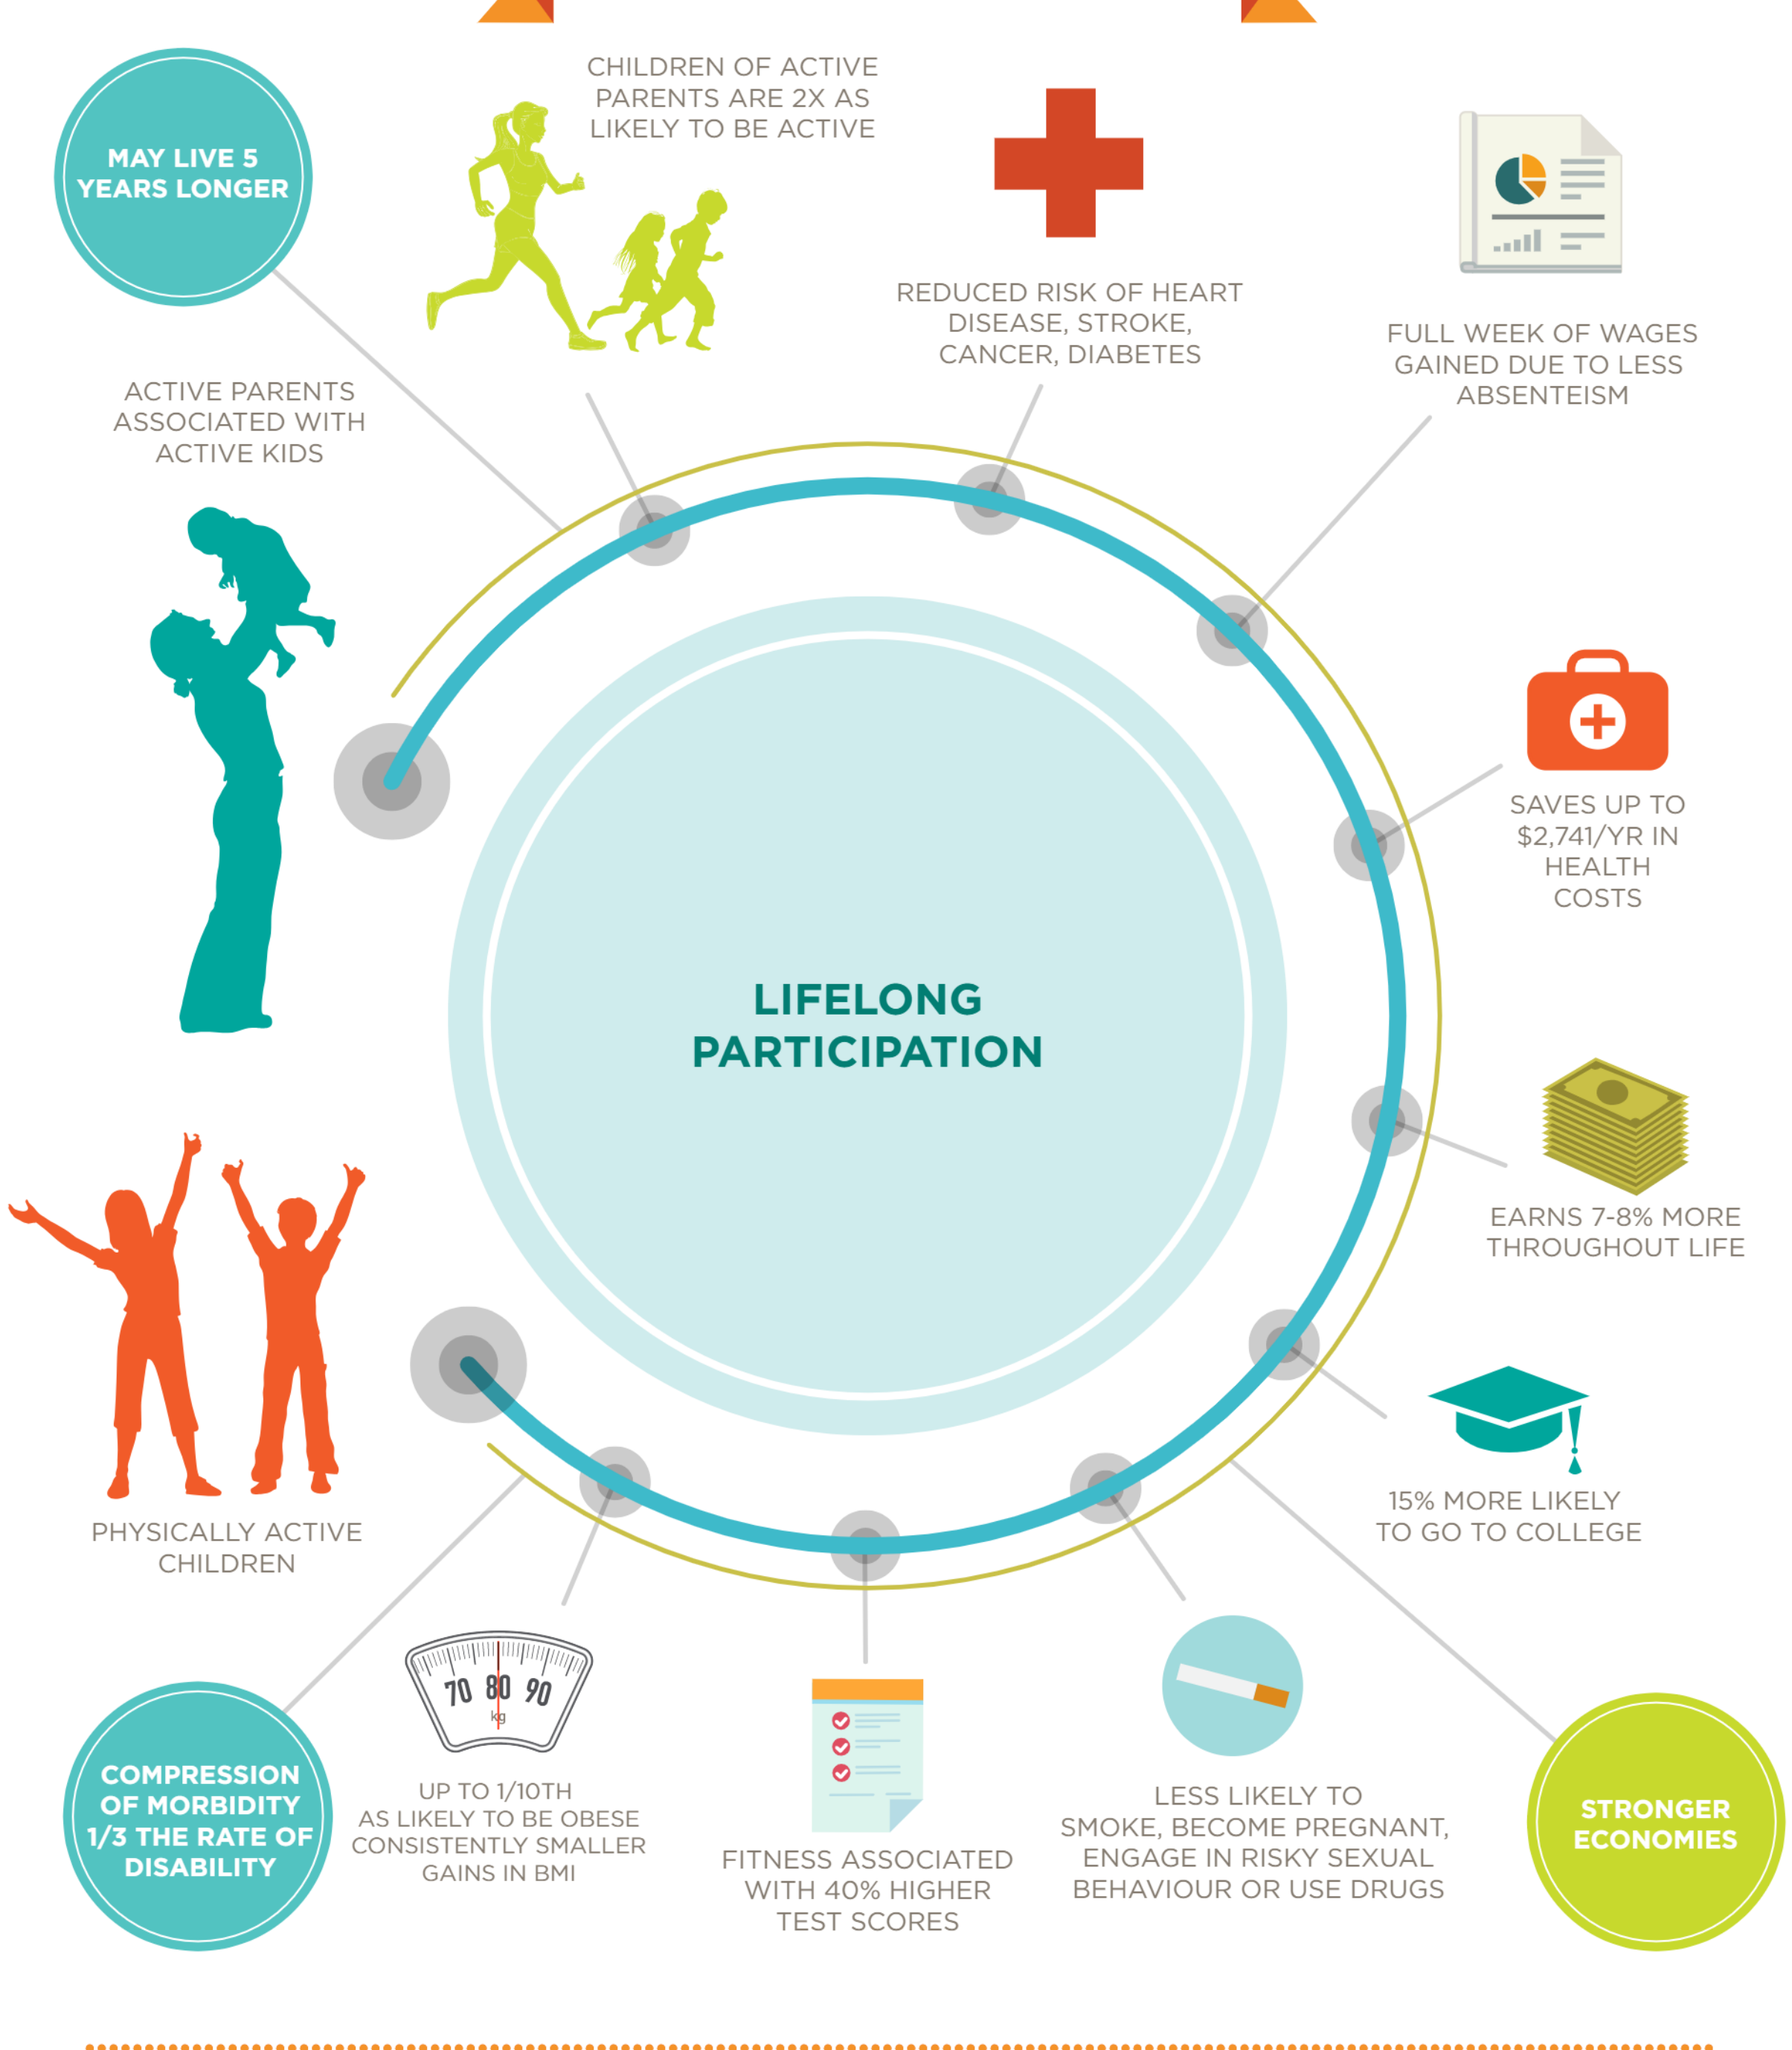 MAY LIVE 5
YEARS LONGER
CHILDREN OF ACTIVE
PARENTS ARE 2X AS
LIKELY TO BE ACTIVE
REDUCED RISK OF HEART
DISEASE, STROKE,
CANCER, DIABETES
FULL WEEK OF WAGES
GAINED DUE TO LESS
ABSENTEISM
ACTIVE PARENTS
ASSOCIATED WITH
ACTIVE KIDS
SAVES UP TO
$2,741/YR IN
HEALTH
COSTS
LIFELONG
PARTICIPATION
EARNS 7-8% MORE
THROUGHOUT LIFE
15% MORE LIKELY
TO GO TO COLLEGE
PHYSICALLY ACTIVE
CHILDREN
70 80 90
kg
COMPRESSION
OF MORBIDITY
1/3 THE RATE OF
DISABILITY
UP TO 1/10TH
AS LIKELY TO BE OBESE
CONSISTENTLY SMALLER
GAINS IN BMI
FITNESS ASSOCIATED
WITH 40% HIGHER
TEST SCORES
LESS LIKELY TO
SMOKE, BECOME PREGNANT,
ENGAGE IN RISKY SEXUAL
BEHAVIOUR OR USE DRUGS
STRONGER
ECONOMIES